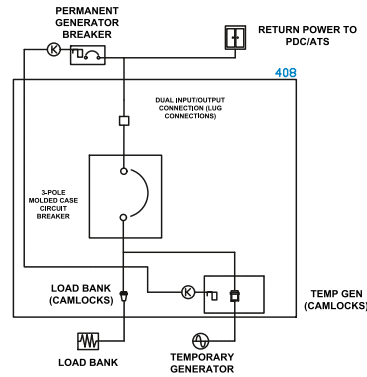 PERMANENT
GENERATOR
BREAKER
K
RETURN POWER TO
PDC/ATS
408
DUAL INPUT/OUTPUT
CONNECTION (LUG
CONNECTIONS)
3-POLE
MOLDED CASE
CIRCUIT
BREAKER
LOAD BANK
(CAMLOCKS)
K
TEMP GEN
(CAMLOCKS)
LOAD BANK
TEMPORARY
GENERATOR